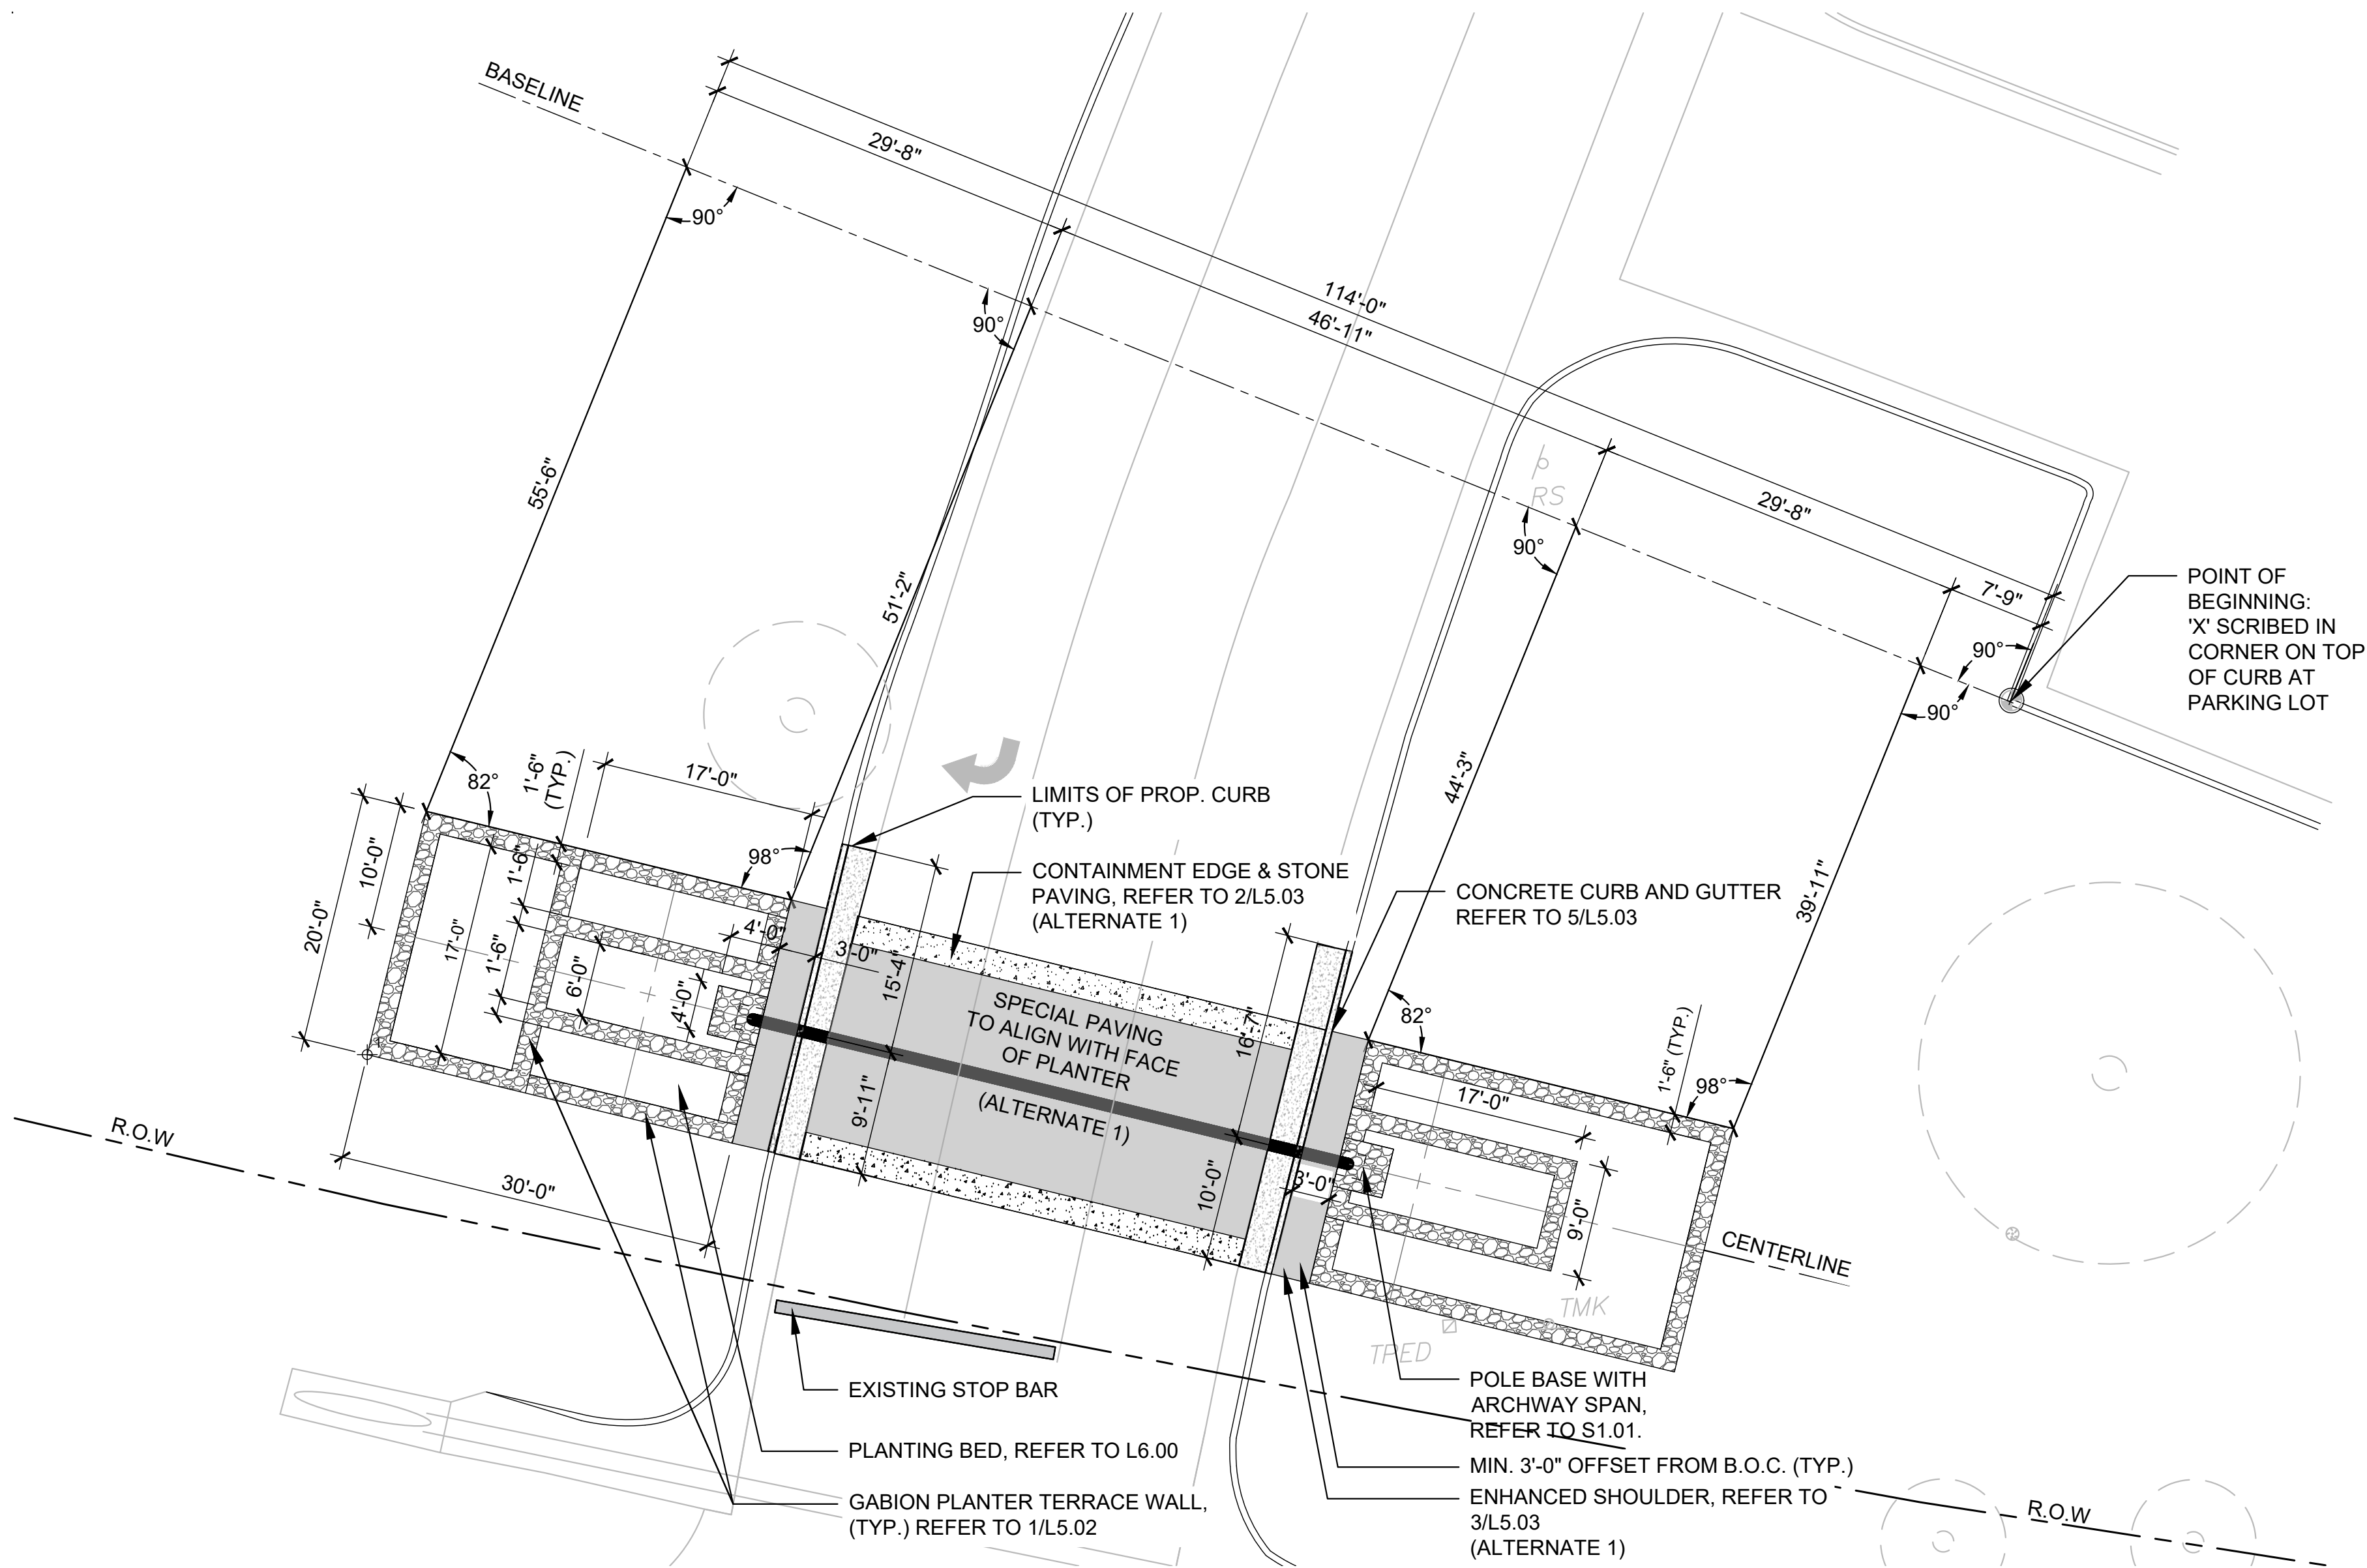 BASELINE
29'-8"
90°
114'-0"
46'-11"
90°
55'-6"
RS
29'-8"
90°
51'-2"
7'-9"
90°
90°
POINT OF
BEGINNING:
'X' SCRIBED IN
CORNER ON TOP
OF CURB AT
PARKING LOT
44'-3"
39'-11"
82°
1'-6"
(TYP.)
17'-0"
LIMITS OF PROP. CURB
(TYP.)
98°
10'-0"
20'-0"
17'-0"
1'-6"
1'-6"
6'-0"
4'-0"
4'-0"
3'-0"
15'-4"
9'-11"
CONTAINMENT EDGE & STONE
PAVING, REFER TO 2/L5.03
(ALTERNATE 1)
CONCRETE CURB AND GUTTER
REFER TO 5/L5.03
SPECIAL PAVING
TO ALIGN WITH FACE
OF PLANTER
(ALTERNATE 1)
16'-7"
10'-0"
82°
1'-6" (TYP.)
98°
17'-0"
3'-0"
9'-0"
CENTERLINE
R.O.W
30'-0"
TMK
TPED
EXISTING STOP BAR
PLANTING BED, REFER TO L6.00
GABION PLANTER TERRACE WALL,
(TYP.) REFER TO 1/L5.02
POLE BASE WITH
ARCHWAY SPAN,
REFER TO S1.01.
MIN. 3'-0" OFFSET FROM B.O.C. (TYP.)
ENHANCED SHOULDER, REFER TO
3/L5.03
(ALTERNATE 1)
R.O.W